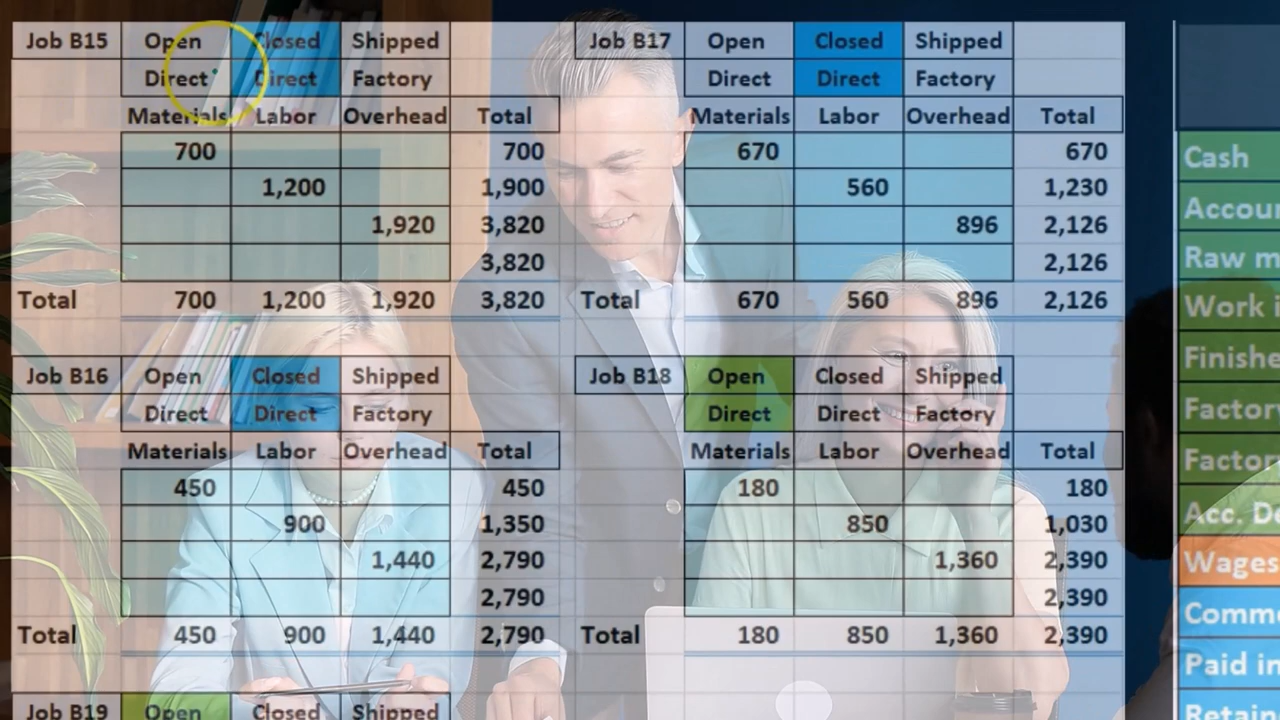 Job B15 Open Closed Shipped
Direct Direct Factory
Materials Labor Overhead Total
700 700
1,200 1,900
1,920 3,820
3,820
Total 700 1,200 1,920 3,820
Job B17 Open Closed Shipped
Direct Direct Factory
Materials Labor Overhead Total
670 670
560 1,230
896 2,126
2,126
Total 670 560 896 2,126
Job B16 Open Closed Shipped
Direct Direct Factory
Materials Labor Overhead Total
450 450
900 1,350
1,440 2,790
2,790
Total 450 900 1,440 2,790
Job B18 Open Closed Shipped
Direct Direct Factory
Materials Labor Overhead Total
180 180
850 1,030
1,360 2,390
2,390
Total 180 850 1,360 2,390
Job B19 Open Closed Shipped
Cash
Accou
Raw m
Work i
Finishe
Factor
Factor
Acc. De
Wages
Commu
Paid in
Retain